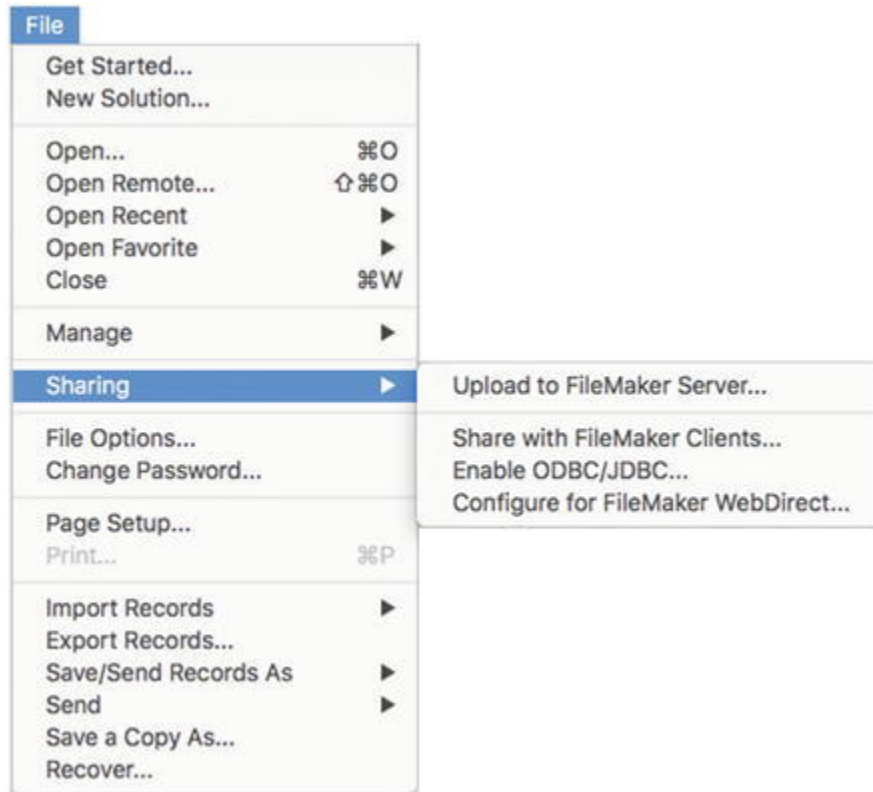 File
Get Started...
New Solution...
Open... ⌘O
Open Remote... ⇧⌘O
Open Recent ▶
Open Favorite ▶
Close ⌘W
Manage ▶
Sharing ▶
Upload to FileMaker Server...
Share with FileMaker Clients...
Enable ODBC/JDBC...
Configure for FileMaker WebDirect...
File Options...
Change Password...
Page Setup...
Print... ⌘P
Import Records ▶
Export Records...
Save/Send Records As ▶
Send ▶
Save a Copy As...
Recover...